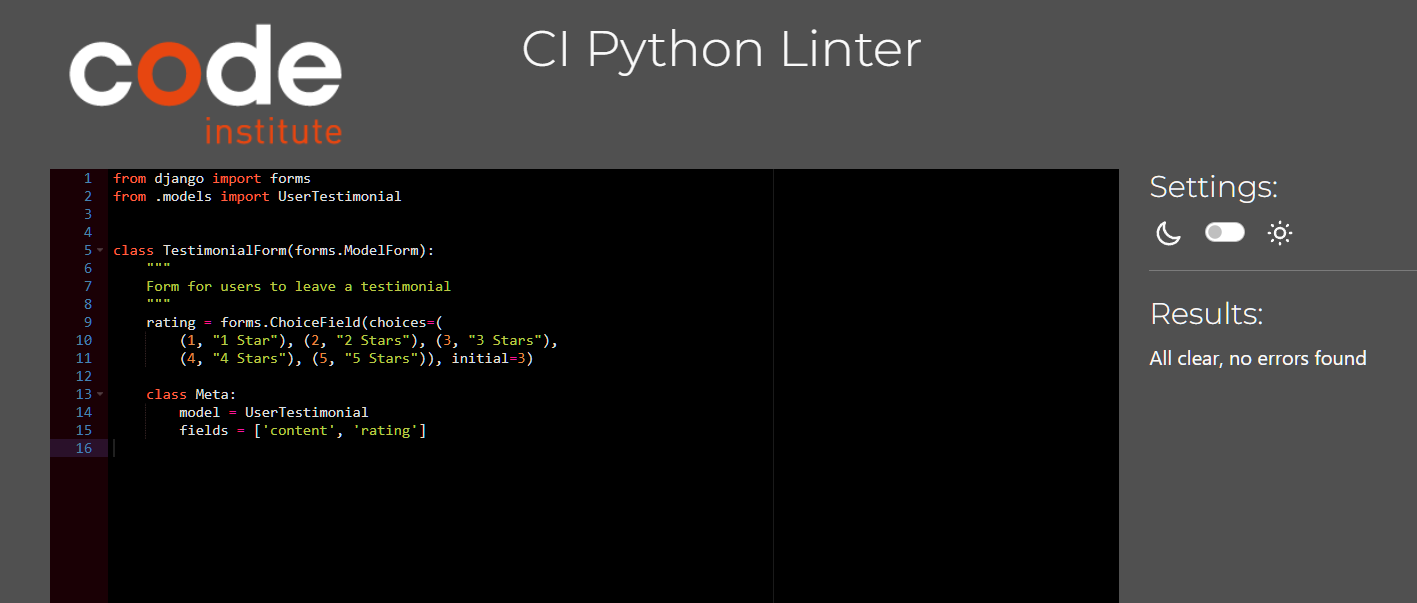 code
institute
CI Python Linter
1 from django import forms
2 from .models import UserTestimonial
3
4
5 class TestimonialForm(forms.ModelForm):
6     """
7     Form for users to leave a testimonial
8     """
9     rating = forms.ChoiceField(choices=(
10         (1, "1 Star"), (2, "2 Stars"), (3, "3 Stars"),
11         (4, "4 Stars"), (5, "5 Stars")), initial=3)
12
13     class Meta:
14         model = UserTestimonial
15         fields = ['content', 'rating']
16
Settings:
Results:
All clear, no errors found